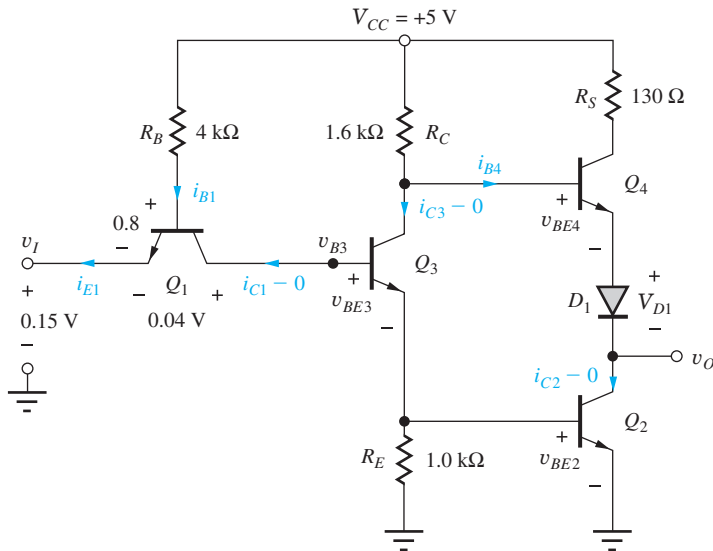 V_CC = +5 V
R_S 130 Ω
R_B 4 kΩ
1.6 kΩ R_C
i_B4
i_B1
Q_4
+
0.8
−
i_C3 − 0
+
v_BE4
−
v_I
v_B3
Q_3
i_E1
− Q_1 +
i_C1 − 0
+
v_BE3
−
+
D_1 V_D1
−
+
0.15 V
−
0.04 V
v_O
i_C2 − 0
Q_2
R_E 1.0 kΩ
+
v_BE2
−